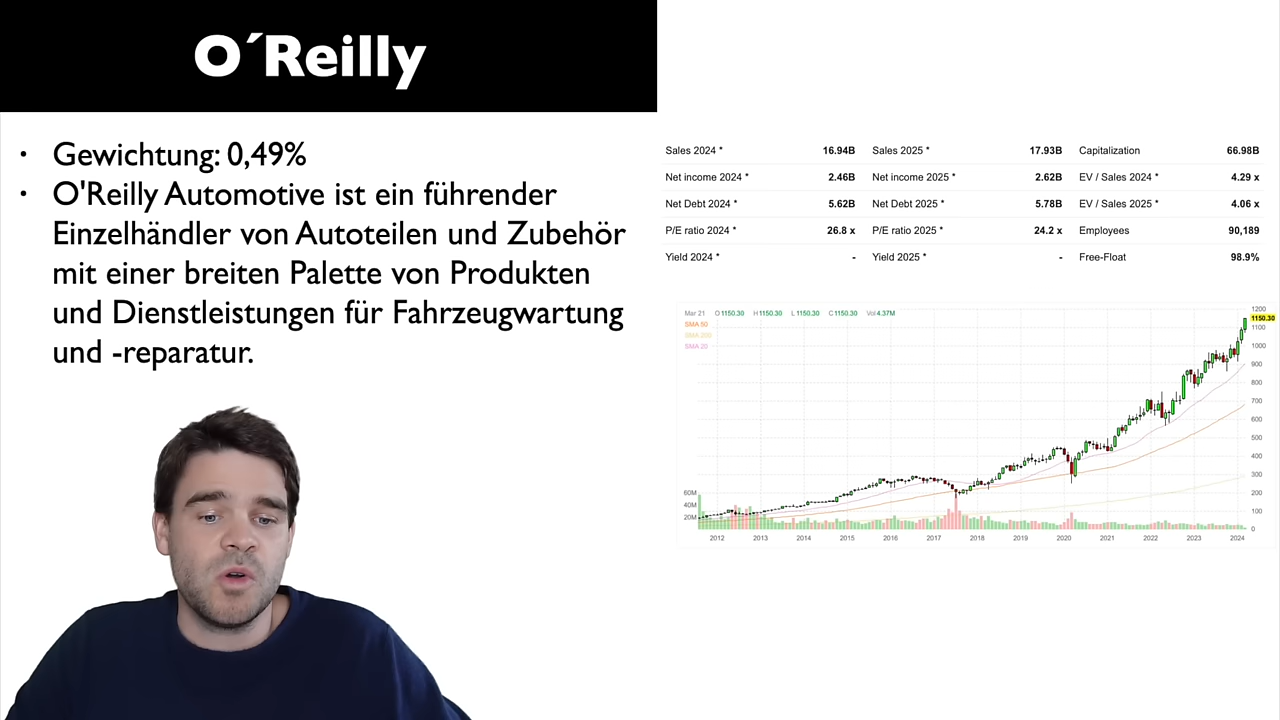 O´Reilly
• Gewichtung: 0,49%
• O'Reilly Automotive ist ein führender
Einzelhändler von Autoteilen und Zubehör
mit einer breiten Palette von Produkten
und Dienstleistungen für Fahrzeugwartung
und -reparatur.
Sales 2024 * 16.94B Sales 2025 * 17.93B Capitalization 66.98B
Net income 2024 * 2.46B Net income 2025 * 2.62B EV / Sales 2024 * 4.29 x
Net Debt 2024 * 5.62B Net Debt 2025 * 5.78B EV / Sales 2025 * 4.06 x
P/E ratio 2024 * 26.8 x P/E ratio 2025 * 24.2 x Employees 90,189
Yield 2024 * - Yield 2025 * - Free-Float 98.9%
Mar 21 O 1150.30 H 1150.30 L 1150.30 C 1150.30 Vol 4.37M
SMA 50
SMA 200
SMA 20
1200
1150.30
1100
1000
900
800
700
600
500
400
300
200
100
0
80M
40M
20M
2012 2013 2014 2015 2016 2017 2018 2019 2020 2021 2022 2023 2024